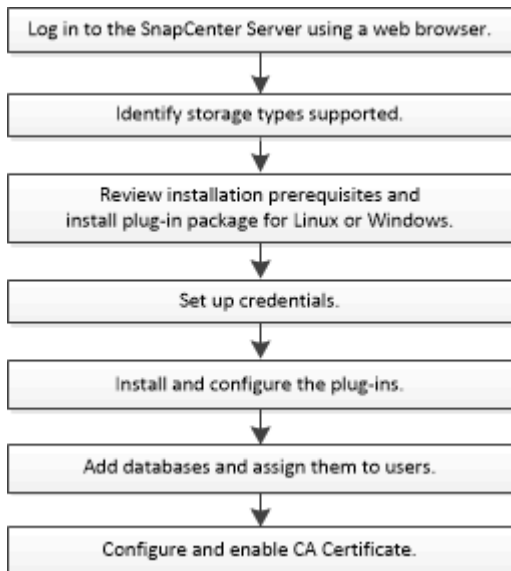 Log in to the SnapCenter Server using a web browser.
Identify storage types supported.
Review installation prerequisites and
install plug-in package for Linux or Windows.
Set up credentials.
Install and configure the plug-ins.
Add databases and assign them to users.
Configure and enable CA Certificate.